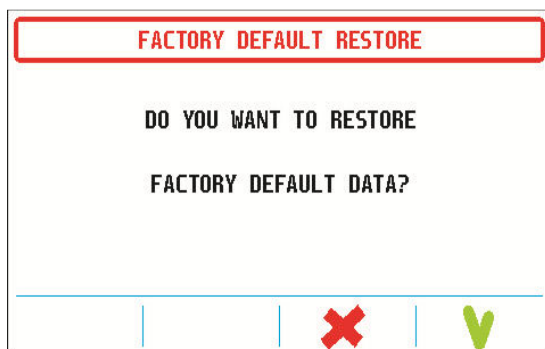 FACTORY DEFAULT RESTORE
DO YOU WANT TO RESTORE
FACTORY DEFAULT DATA?